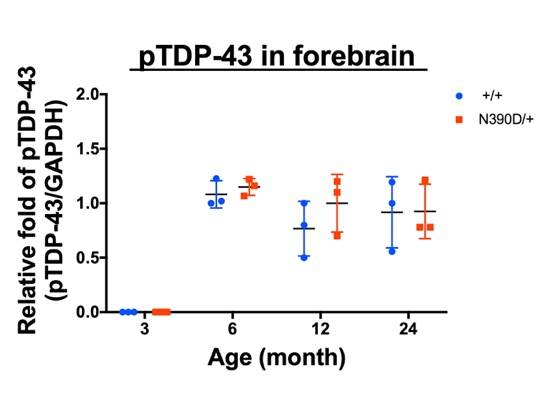 pTDP-43 in forebrain
Relative fold of pTDP-43
(pTDP-43/GAPDH)
2.0
1.5
1.0
0.5
0.0
3
6
12
24
Age (month)
+/+
N390D/+